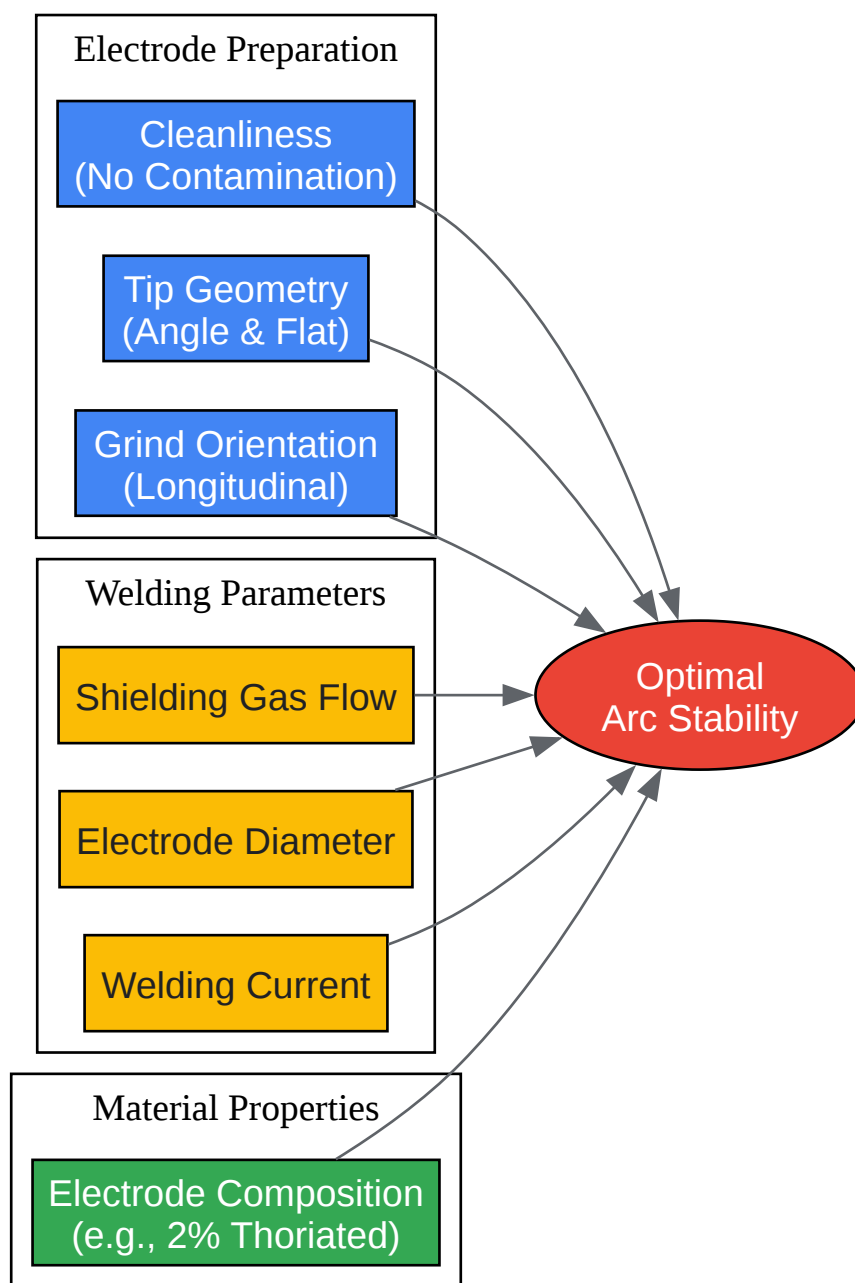 Electrode Preparation
Cleanliness
(No Contamination)
Tip Geometry
(Angle & Flat)
Grind Orientation
(Longitudinal)
Welding Parameters
Shielding Gas Flow
Electrode Diameter
Welding Current
Material Properties
Electrode Composition
(e.g., 2% Thoriated)
Optimal
Arc Stability